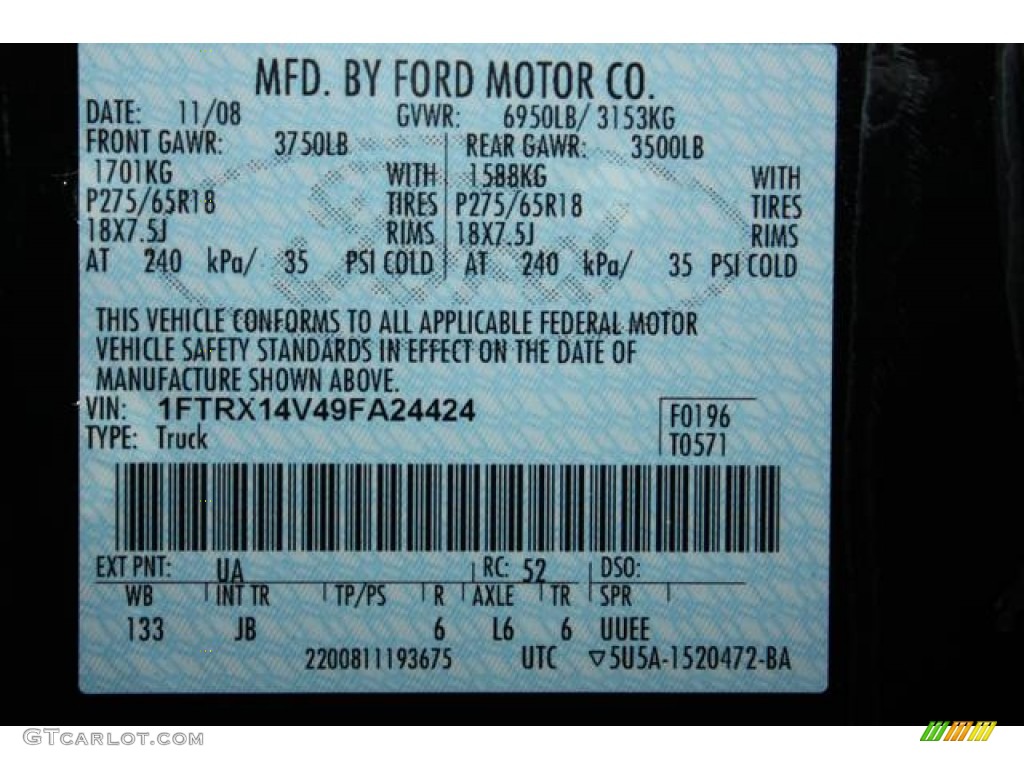 MFD. BY FORD MOTOR CO.
DATE: 11/08 GVWR: 6950LB/ 3153KG
FRONT GAWR: 3750LB REAR GAWR: 3500LB
1701KG WITH 1588KG WITH
P275/65R18 TIRES P275/65R18 TIRES
18X7.5J RIMS 18X7.5J RIMS
AT 240 kPa/ 35 PSI COLD AT 240 kPa/ 35 PSI COLD
THIS VEHICLE CONFORMS TO ALL APPLICABLE FEDERAL MOTOR
VEHICLE SAFETY STANDARDS IN EFFECT ON THE DATE OF
MANUFACTURE SHOWN ABOVE.
VIN: 1FTRX14V49FA24424 F0196
TYPE: Truck T0571
EXT PNT: UA RC: 52 DSO:
WB INT TR TP/PS R AXLE TR SPR
133 JB 6 L6 6 UUEE
2200811193675 UTC ▽5U5A-1520472-BA
GTCARLOT.COM